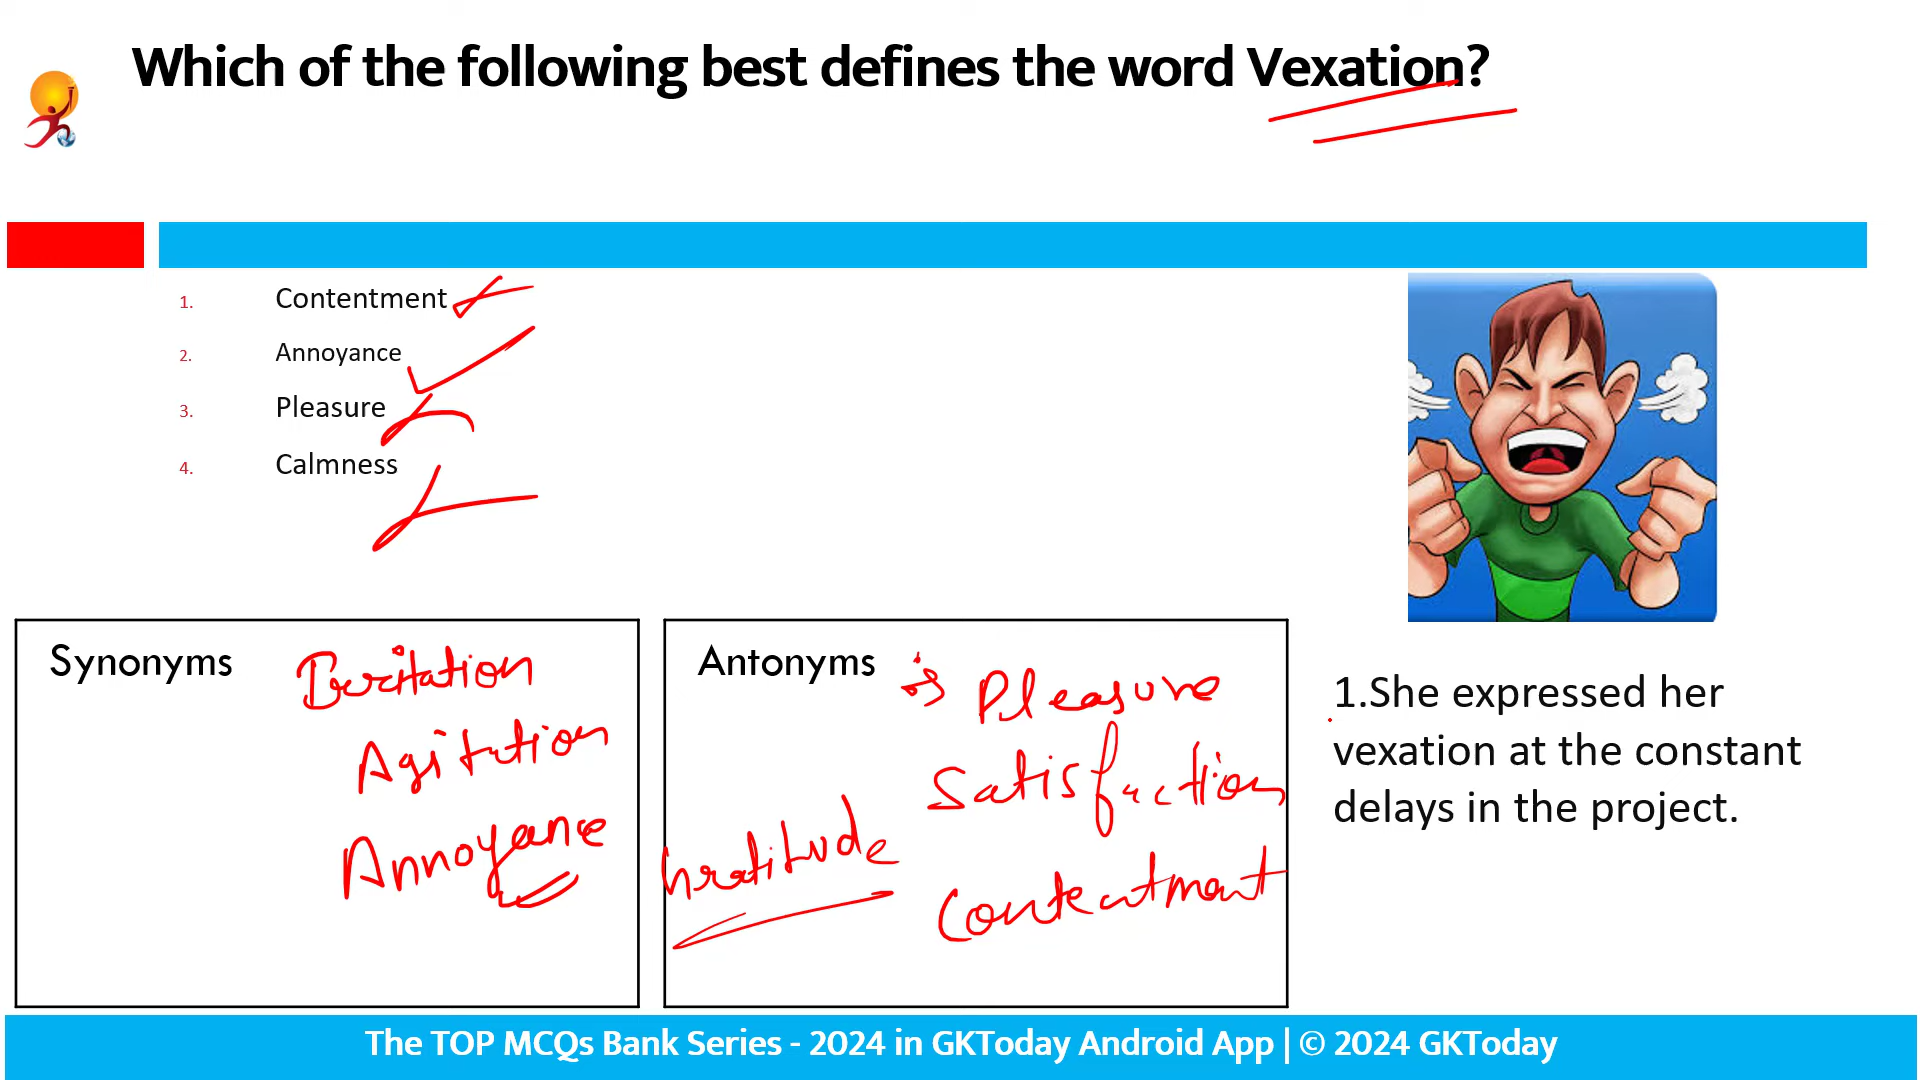 Which of the following best defines the word Vexation?
1. Contentment
2. Annoyance
3. Pleasure
4. Calmness
Synonyms
Irritation
Agitation
Annoyance
Antonyms
Pleasure
Satisfaction
Gratitude
Contentment
1.She expressed her
vexation at the constant
delays in the project.
The TOP MCQs Bank Series - 2024 in GKToday Android App | © 2024 GKToday